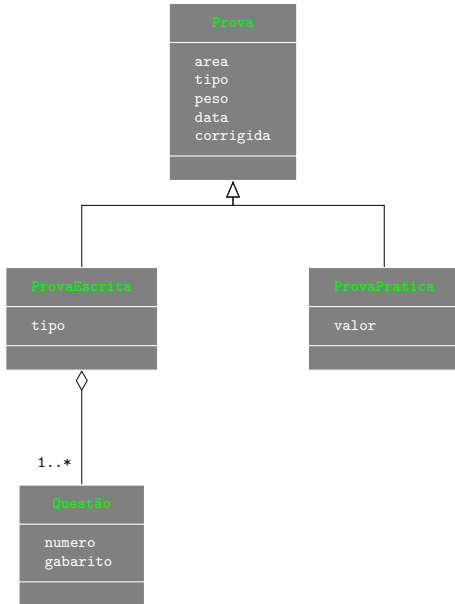 Prova
area
tipo
peso
data
corrigida
ProvaEscrita
tipo
ProvaPratica
valor
1..*
Questão
numero
gabarito